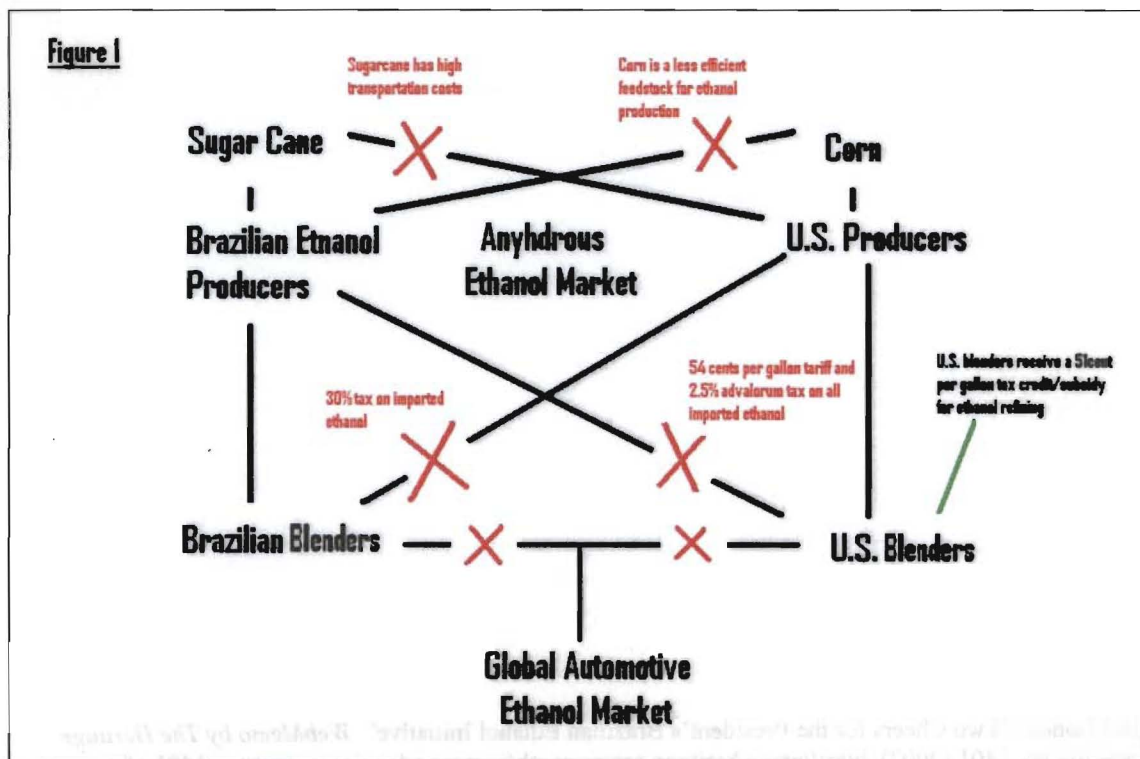 Figure 1
Sugarcane has high
transportation costs
Corn is a less efficient
feedstock for ethanol
production
Sugar Cane
Corn
Brazilian Etnanol
Producers
Anyhdrous
Ethanol Market
U.S. Producers
30% tax on imported
ethanol
54 cents per gallon tariff and
2.5% advalorum tax on all
imported ethanol
U.S. blenders receive a 51cent
per gallon tax credit/subsidy
for ethanol refining
Brazilian Blenders
U.S. Blenders
Global Automotive
Ethanol Market